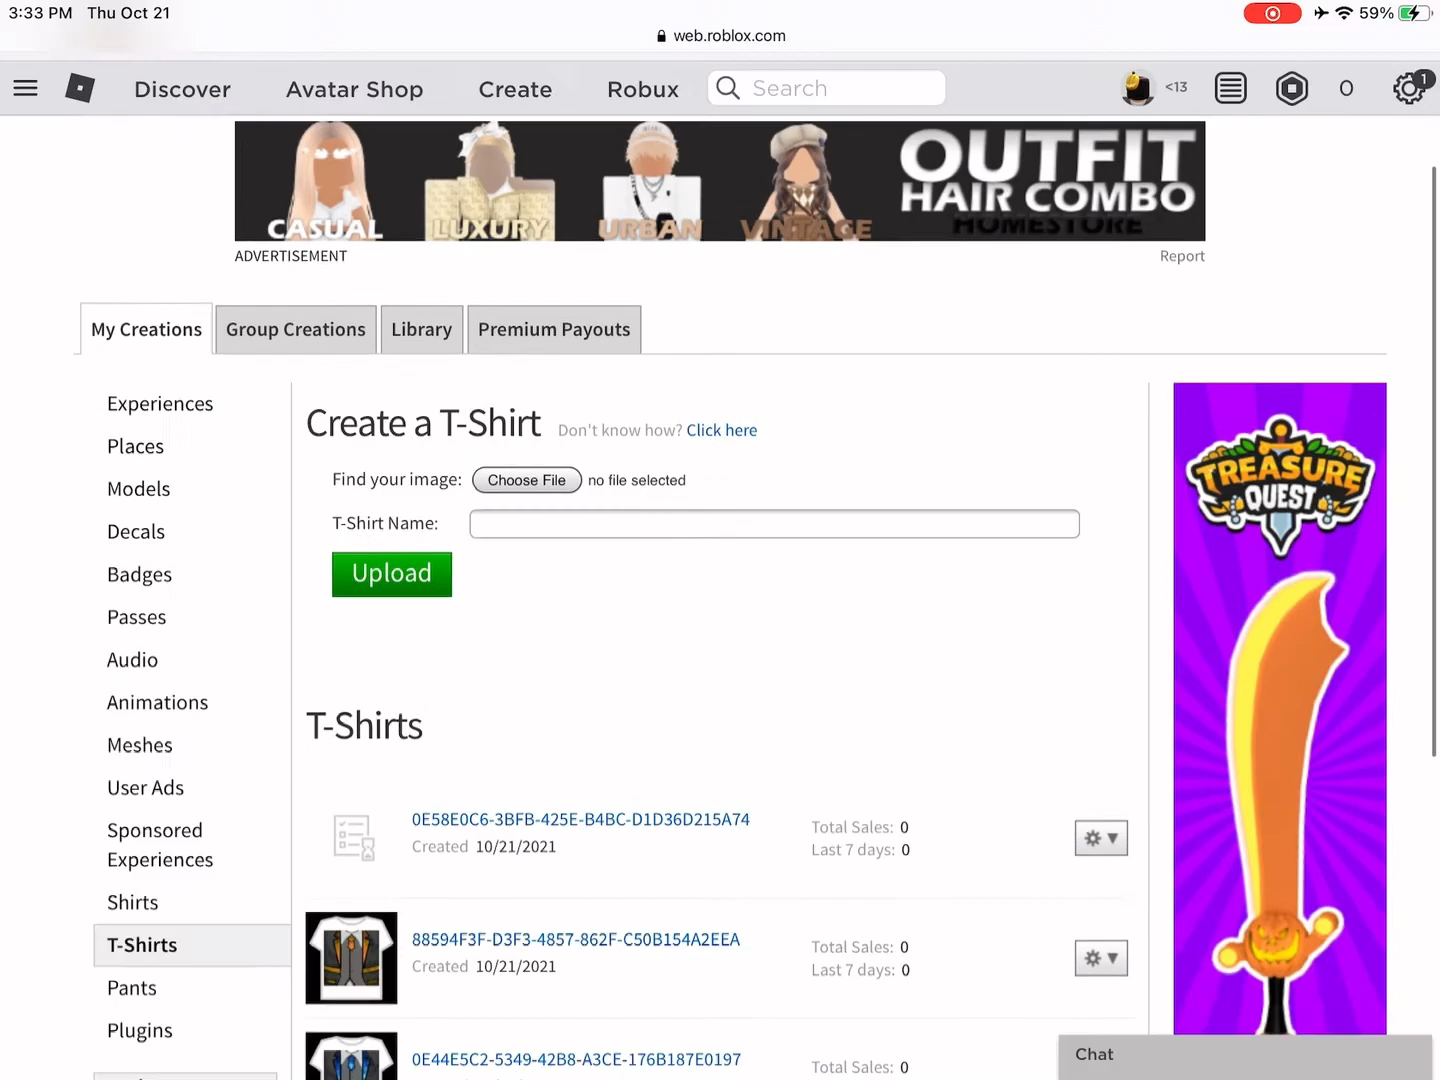 3:33 PM Thu Oct 21
59%
web.roblox.com
Discover
Avatar Shop
Create
Robux
Search
<13
0
1
CASUAL
LUXURY
URBAN
VINTAGE
OUTFIT
HAIR COMBO
HOMESTORE
ADVERTISEMENT
Report
My Creations
Group Creations
Library
Premium Payouts
Experiences
Places
Models
Decals
Badges
Passes
Audio
Animations
Meshes
User Ads
Sponsored
Experiences
Shirts
T-Shirts
Pants
Plugins
Create a T-Shirt Don't know how? Click here
Find your image: Choose File no file selected
T-Shirt Name:
Upload
T-Shirts
0E58E0C6-3BFB-425E-B4BC-D1D36D215A74
Created 10/21/2021
Total Sales: 0
Last 7 days: 0
88594F3F-D3F3-4857-862F-C50B154A2EEA
Created 10/21/2021
Total Sales: 0
Last 7 days: 0
0E44E5C2-5349-42B8-A3CE-176B187E0197
Total Sales: 0
TREASURE
QUEST
Chat